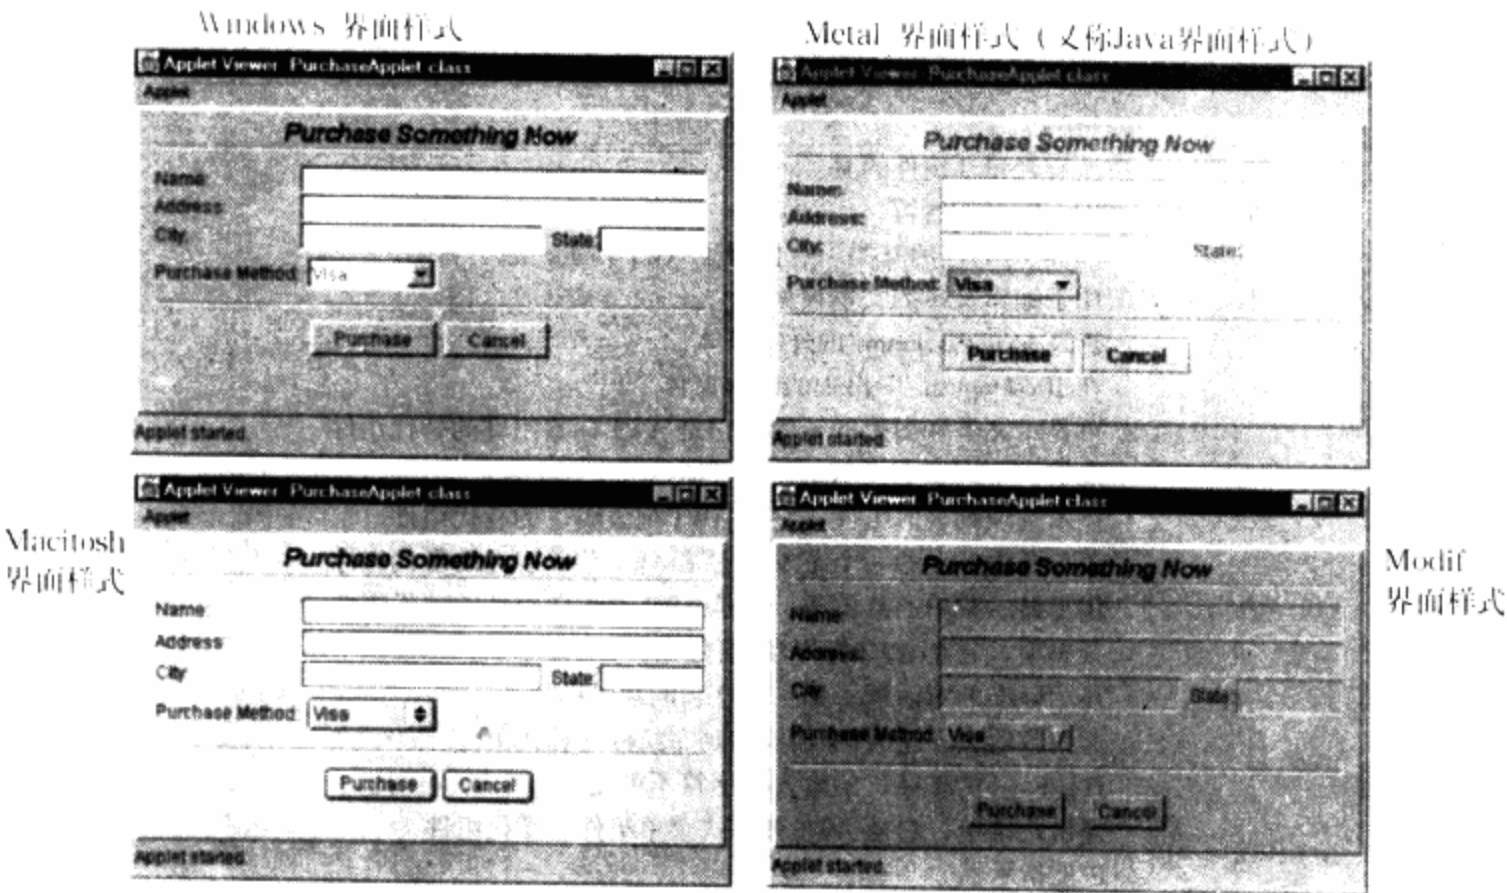 Windows 界面样式
Applet Viewer PurchaseApplet class
Applet
Purchase Something Now
Name
Address
City
State:
Purchase Method: Visa
Purchase
Cancel
Applet started
Metal 界面样式（又称Java界面样式）
Applet Viewer PurchaseApplet class
Applet
Purchase Something Now
Name:
Address:
City:
State:
Purchase Method: Visa
Purchase
Cancel
Applet started
Macitosh
界面样式
Applet Viewer PurchaseApplet class
Applet
Purchase Something Now
Name
Address
City
State:
Purchase Method: Visa
Purchase
Cancel
Applet started
Modif
界面样式
Applet Viewer PurchaseApplet class
Applet
Purchase Something Now
Name
Address:
City
State:
Purchase Method: Visa
Purchase
Cancel
Applet started